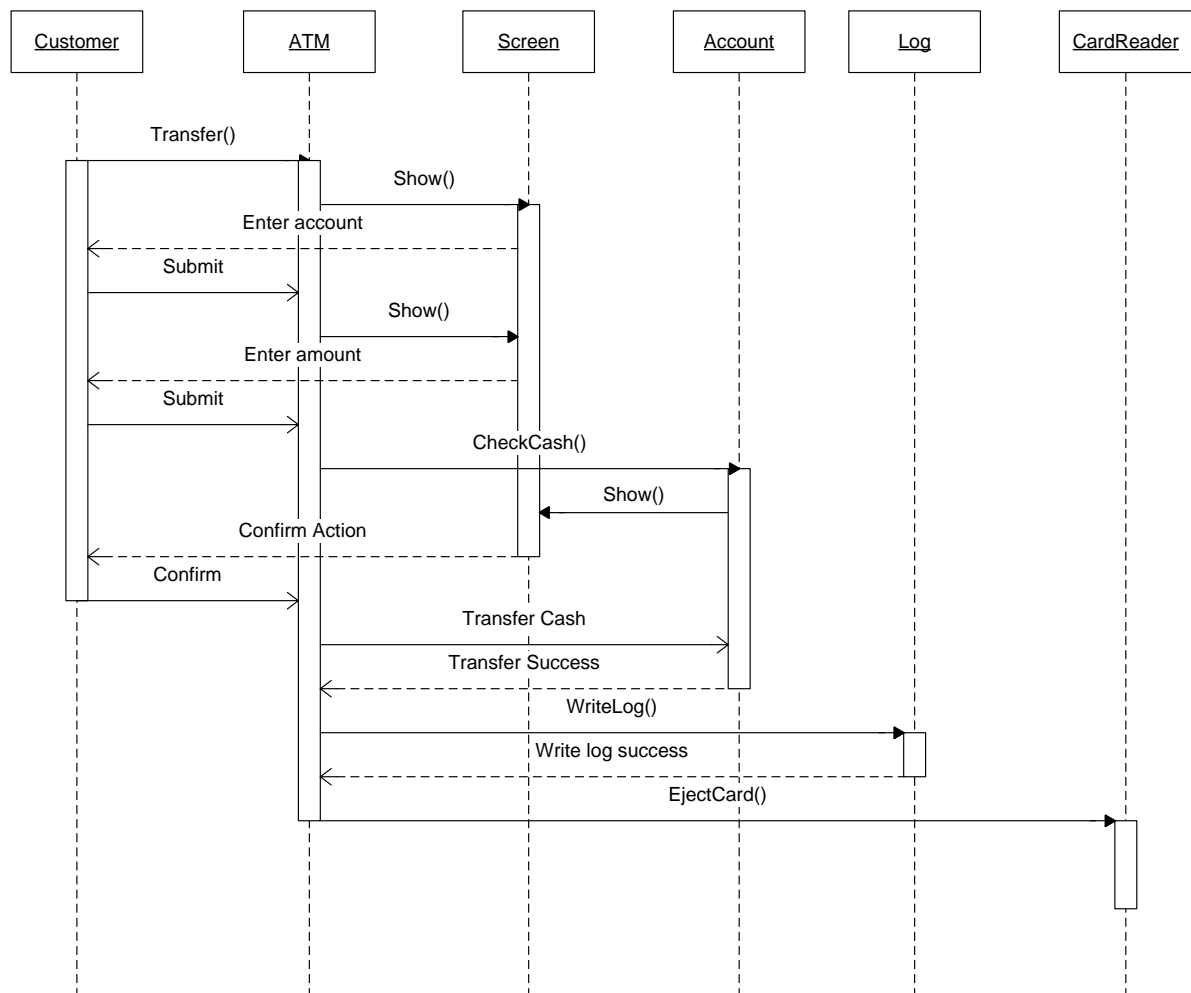 Customer
ATM
Screen
Account
Log
CardReader
Transfer()
Show()
Enter account
Submit
Show()
Enter amount
Submit
CheckCash()
Show()
Confirm Action
Confirm
Transfer Cash
Transfer Success
WriteLog()
Write log success
EjectCard()